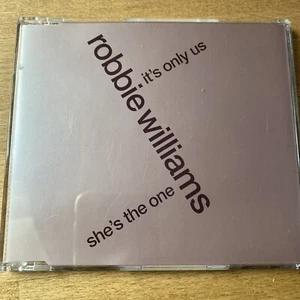 it's only us
robbie williams
she's the one